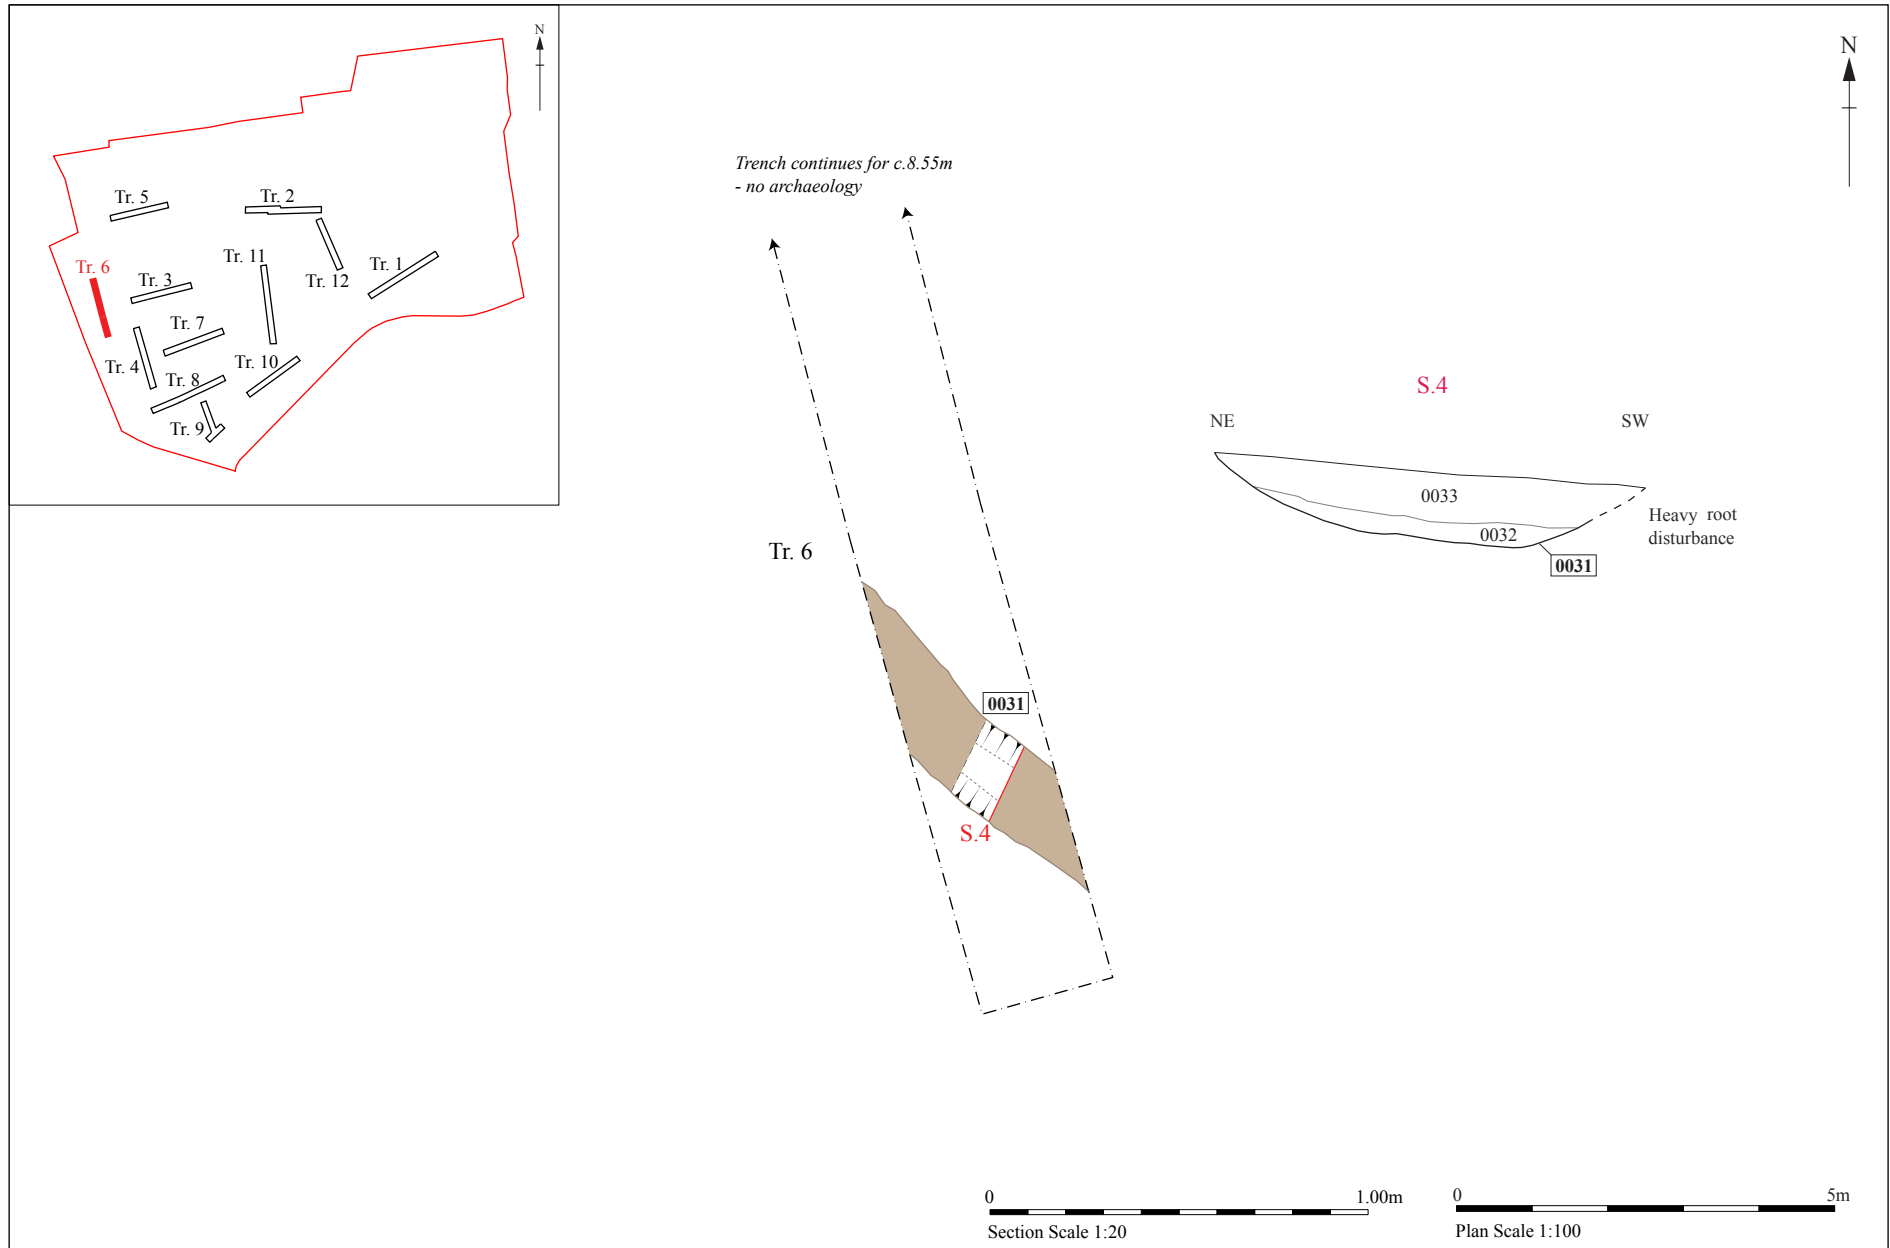 N
Tr. 5
Tr. 2
Tr. 11
Tr. 1
Tr. 6
Tr. 3
Tr. 12
Tr. 7
Tr. 4
Tr. 10
Tr. 8
Tr. 9
N
Trench continues for c.8.55m
- no archaeology
Tr. 6
0031
S.4
S.4
NE
SW
0033
0032
Heavy root
disturbance
0031
0
1.00m
Section Scale 1:20
0
5m
Plan Scale 1:100